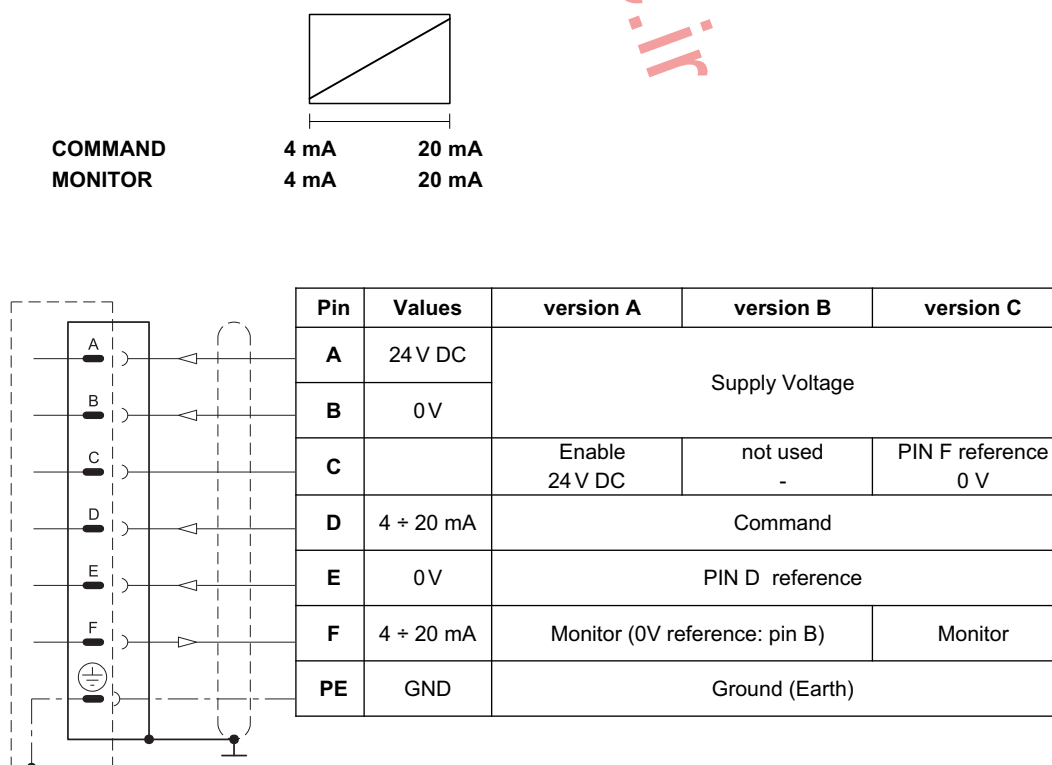 .ir
COMMAND 4 mA 20 mA
MONITOR 4 mA 20 mA
Pin Values version A version B version C
A A 24 V DC Supply Voltage
B B 0 V
C C Enable 24 V DC not used - PIN F reference 0 V
D D 4 ÷ 20 mA Command
E E 0 V PIN D reference
F F 4 ÷ 20 mA Monitor (0V reference: pin B) Monitor
PE GND Ground (Earth)